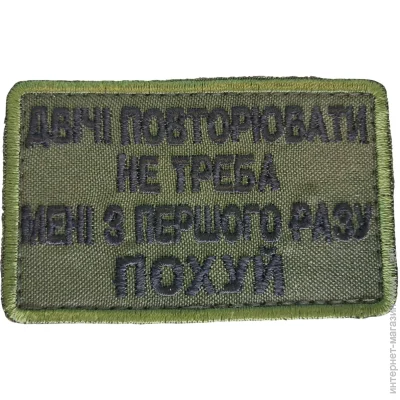 ДВІЧІ ПОВТОРЮВАТИ
НЕ ТРЕБА
МЕНІ З ПЕРШОГО РАЗУ
ПОХУЙ